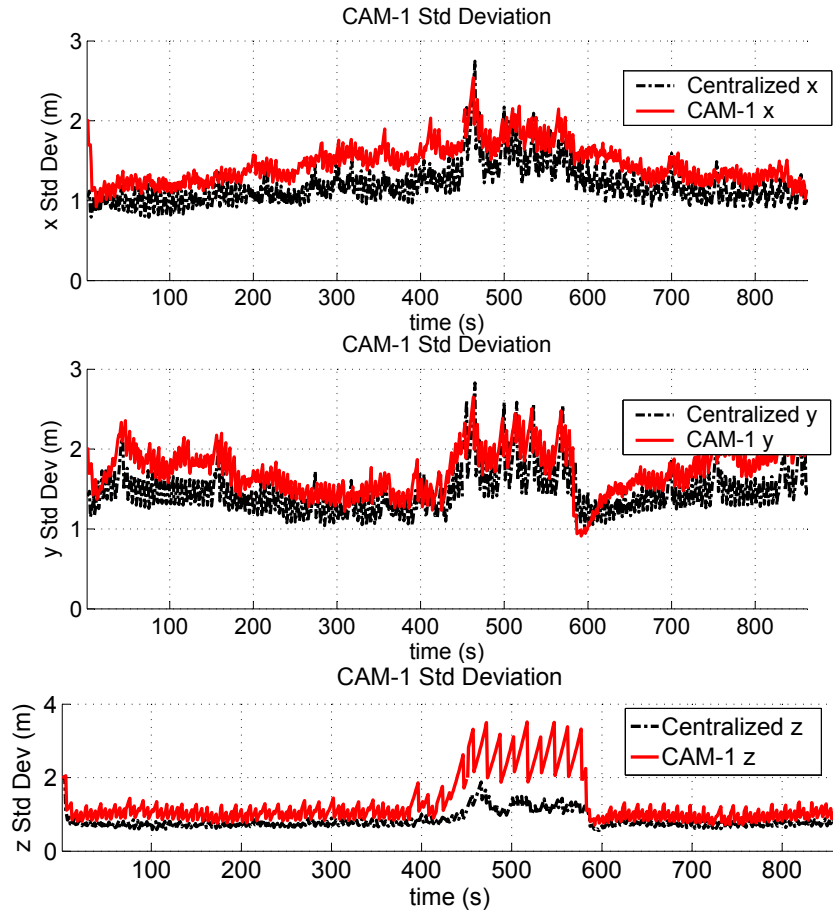 CAM-1 Std Deviation
3
2
1
0
x Std Dev (m)
Centralized x
CAM-1 x
100 200 300 400 500 600 700 800
time (s)
CAM-1 Std Deviation
3
2
1
0
y Std Dev (m)
Centralized y
CAM-1 y
100 200 300 400 500 600 700 800
time (s)
CAM-1 Std Deviation
4
2
0
z Std Dev (m)
Centralized z
CAM-1 z
100 200 300 400 500 600 700 800
time (s)